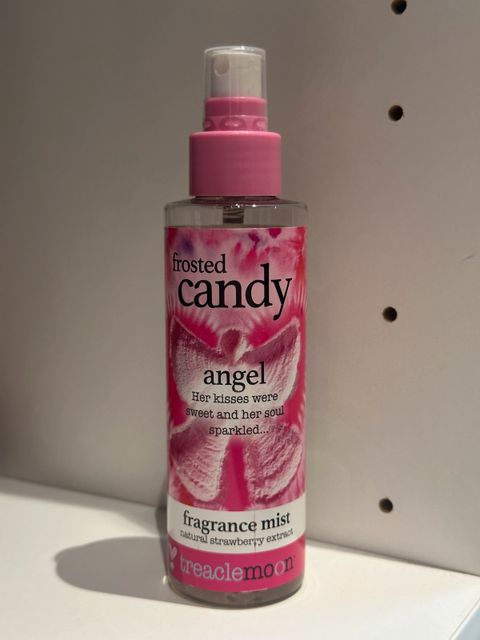 frosted
candy
angel
Her kisses were
sweet and her soul
sparkled...
fragrance mist
natural strawberry extract
treaclemoon